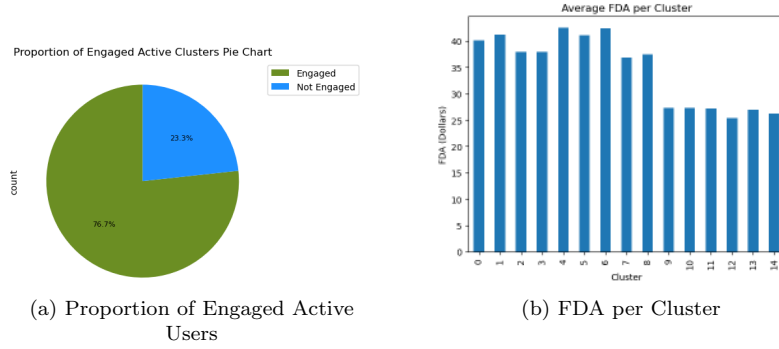 Proportion of Engaged Active Clusters Pie Chart
Engaged
Not Engaged
23.3%
76.7%
count
(a) Proportion of Engaged Active
Users
Average FDA per Cluster
FDA (Dollars)
40
35
30
25
20
15
10
5
0
0 1 2 3 4 5 6 7 8 9 10 11 12 13 14
Cluster
(b) FDA per Cluster